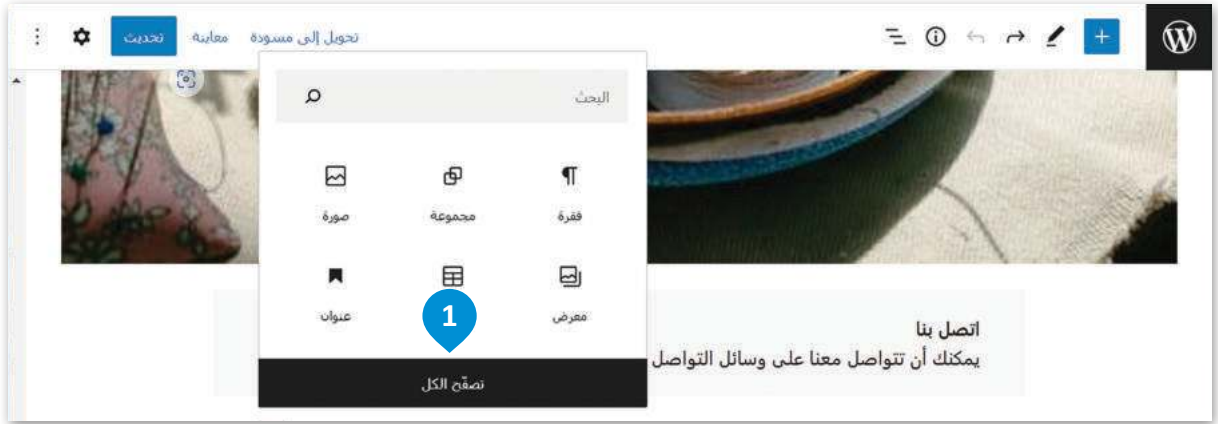 تحويل إلى مسودة معاينة تحديث
البحث
فقرة مجموعة صورة
معرض عنوان
1
تصفّح الكل
اتصل بنا
يمكنك أن تتواصل معنا على وسائل التواصل